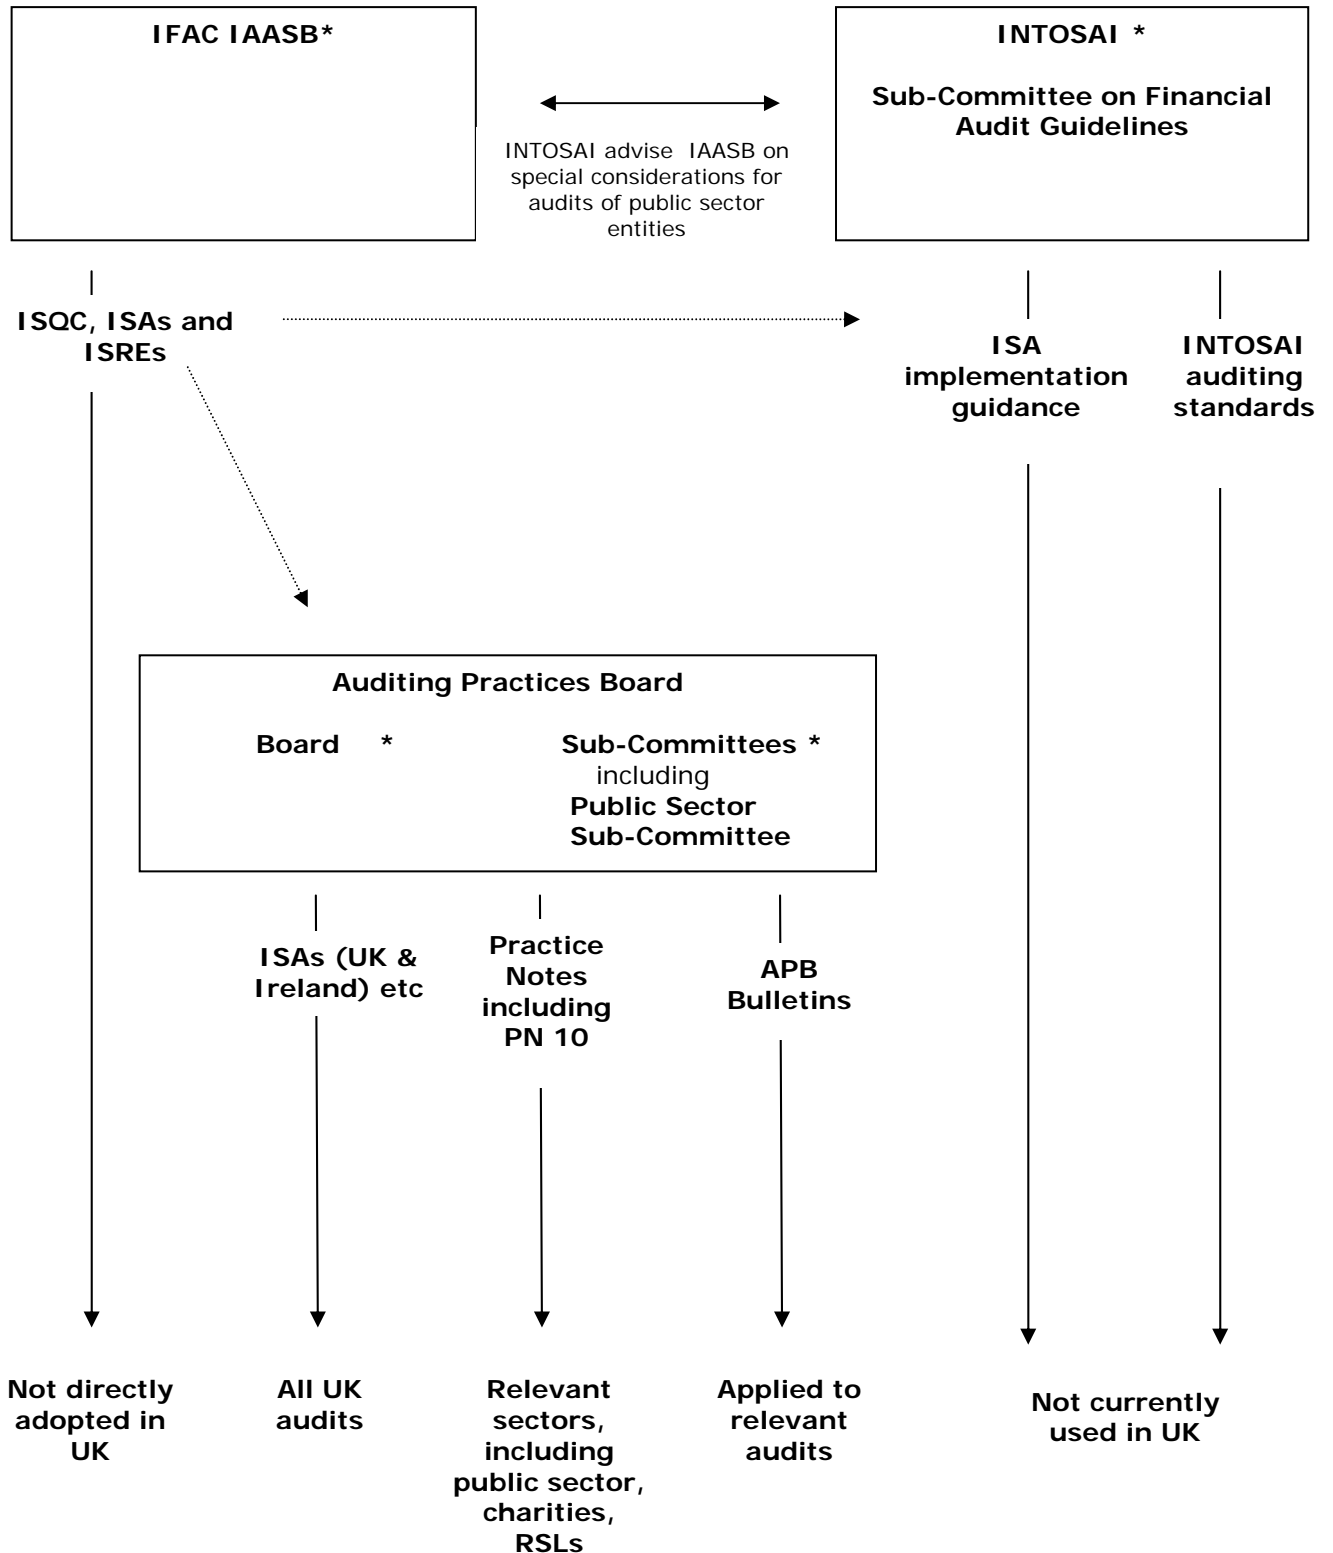 IFAC IAASB*
INTOSAI *
Sub-Committee on Financial
Audit Guidelines
INTOSAI advise IAASB on
special considerations for
audits of public sector
entities
ISQC, ISAs and
ISREs
ISA
implementation
guidance
INTOSAI
auditing
standards
Auditing Practices Board
Board *
Sub-Committees *
including
Public Sector
Sub-Committee
ISAs (UK &
Ireland) etc
Practice
Notes
including
PN 10
APB
Bulletins
Not directly
adopted in
UK
All UK
audits
Relevant
sectors,
including
public sector,
charities,
RSLs
Applied to
relevant
audits
Not currently
used in UK